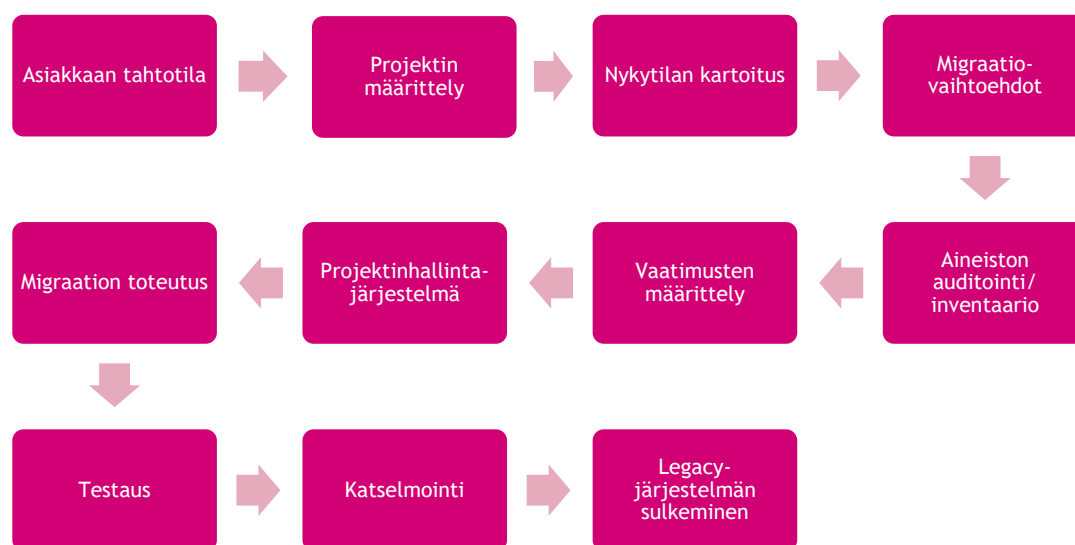 Asiakkaan tahtotila
Projektin
määrittely
Nykytilan kartoitus
Migraatio-
vaihtoehdot
Aineiston
auditointi/
inventaario
Vaatimusten
määrittely
Projektinhallinta-
järjestelmä
Migraation toteutus
Testaus
Katselmointi
Legacy-
järjestelmän
sulkeminen